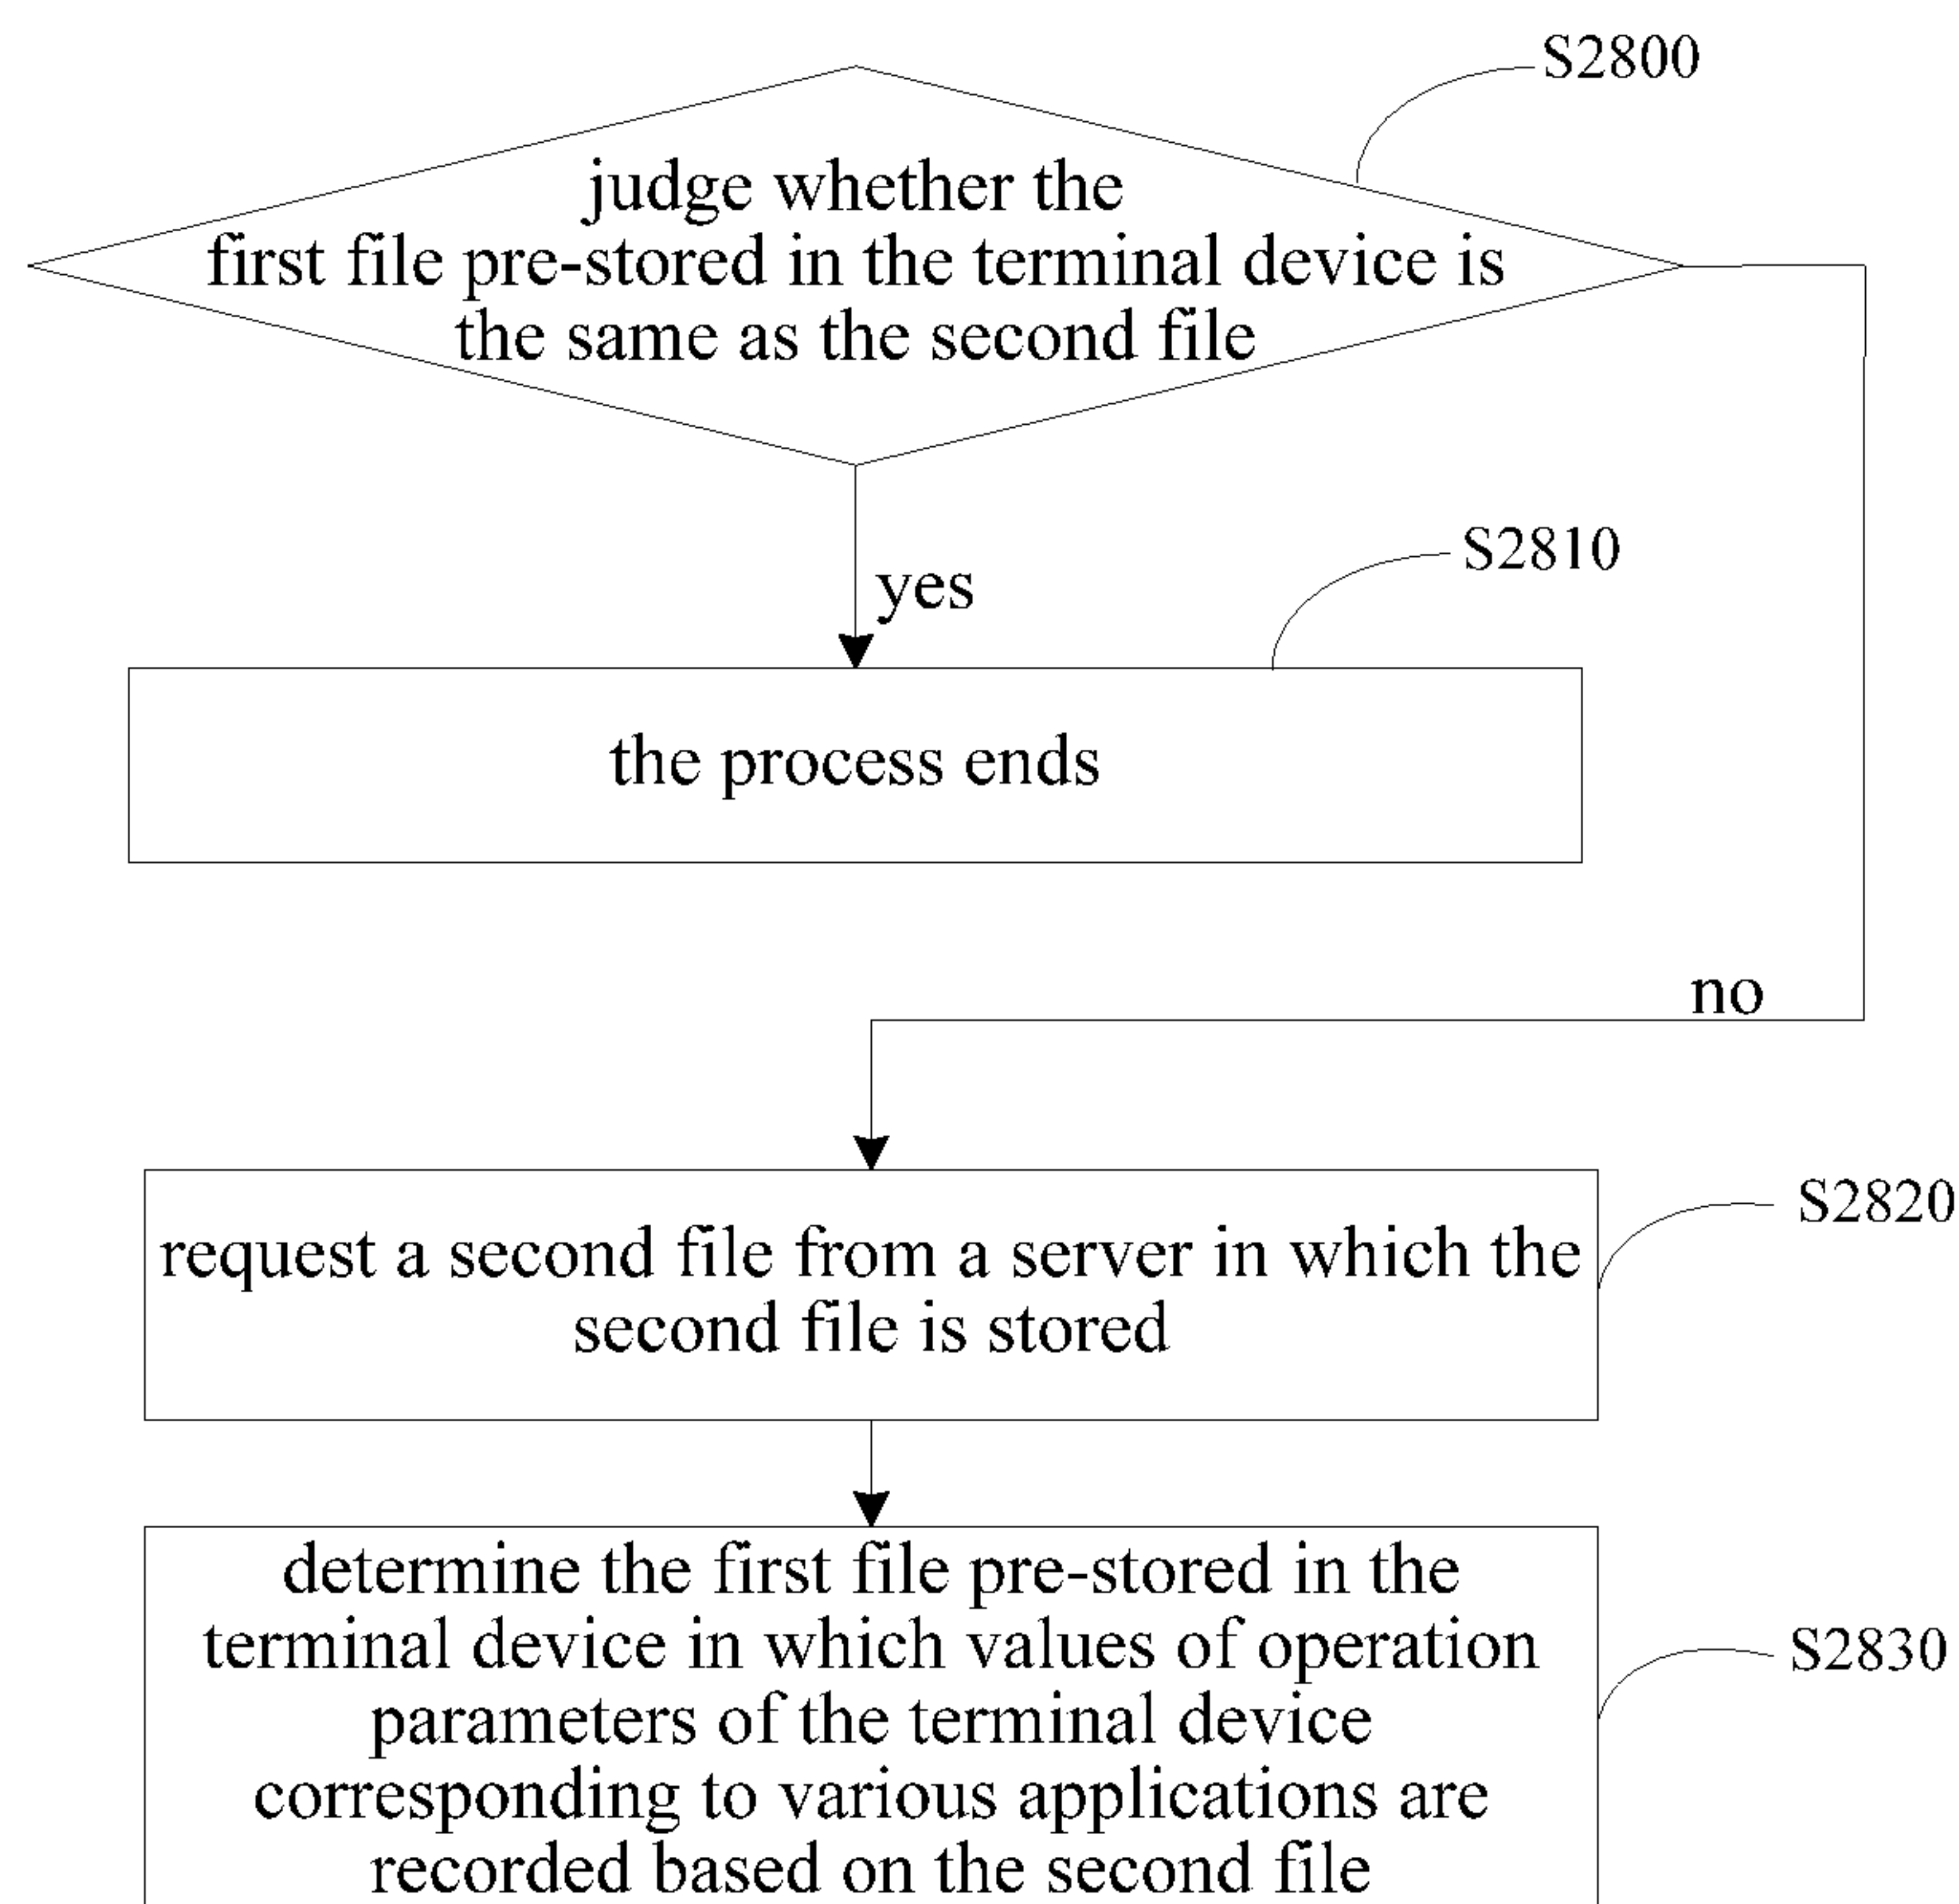 S2800
judge whether the
first file pre-stored in the terminal device is
the same as the second file
S2810
yes
the process ends
no
S2820
request a second file from a server in which the
second file is stored
determine the first file pre-stored in the
terminal device in which values of operation
S2830
parameters of the terminal device
corresponding to various applications are
recorded based on the second file